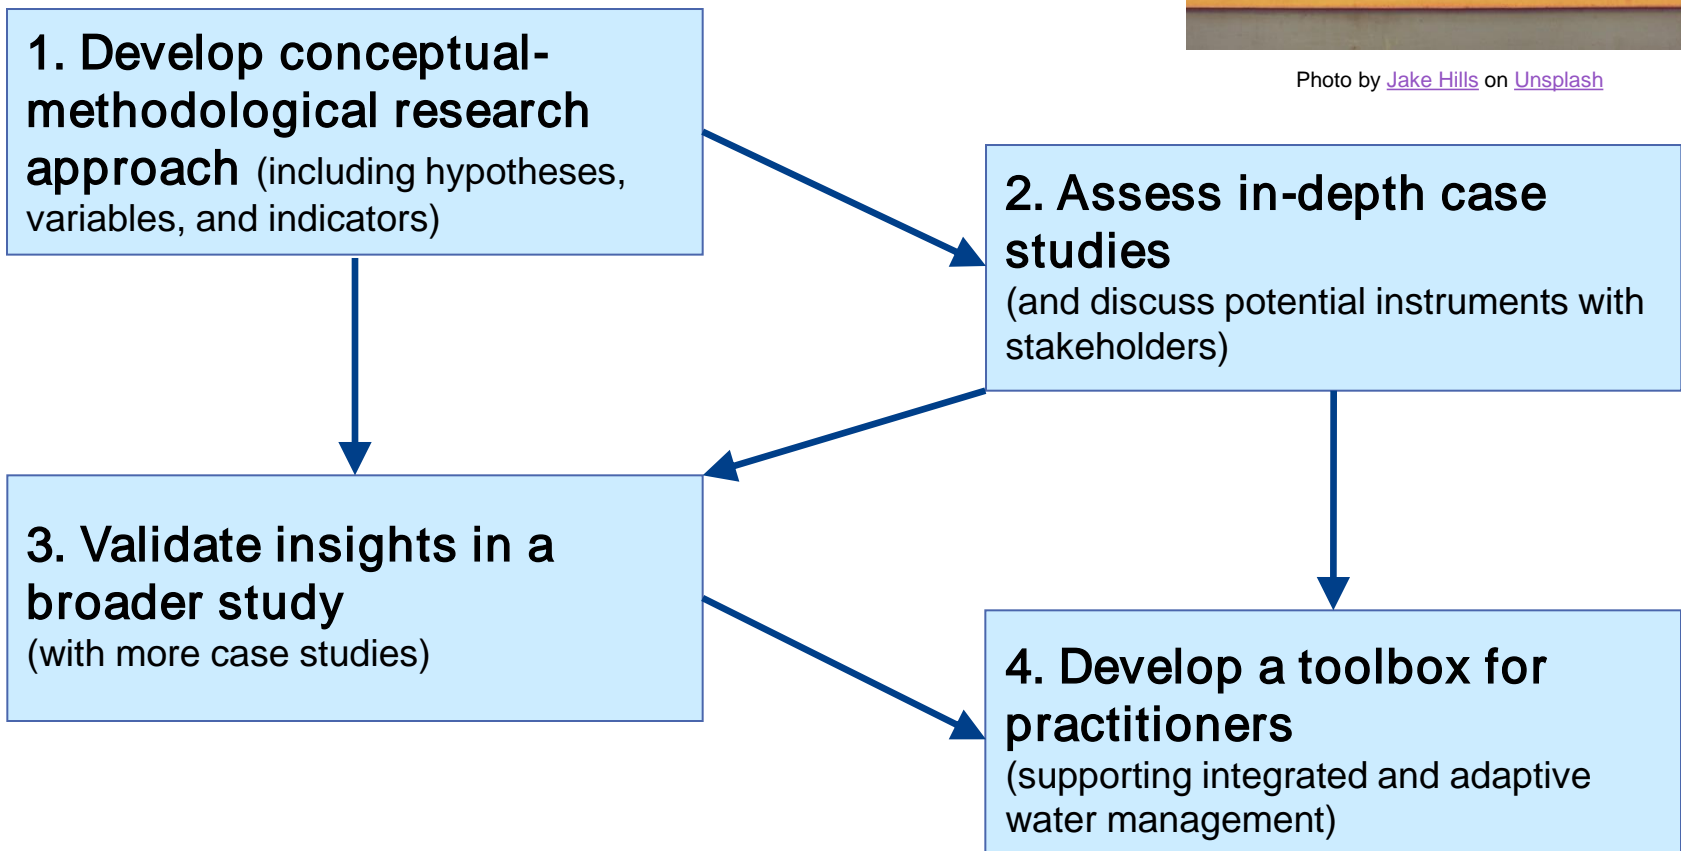 1. Develop conceptual-
methodological research
approach (including hypotheses,
variables, and indicators)
Photo by Jake Hills on Unsplash
2. Assess in-depth case
studies
(and discuss potential instruments with
stakeholders)
3. Validate insights in a
broader study
(with more case studies)
4. Develop a toolbox for
practitioners
(supporting integrated and adaptive
water management)